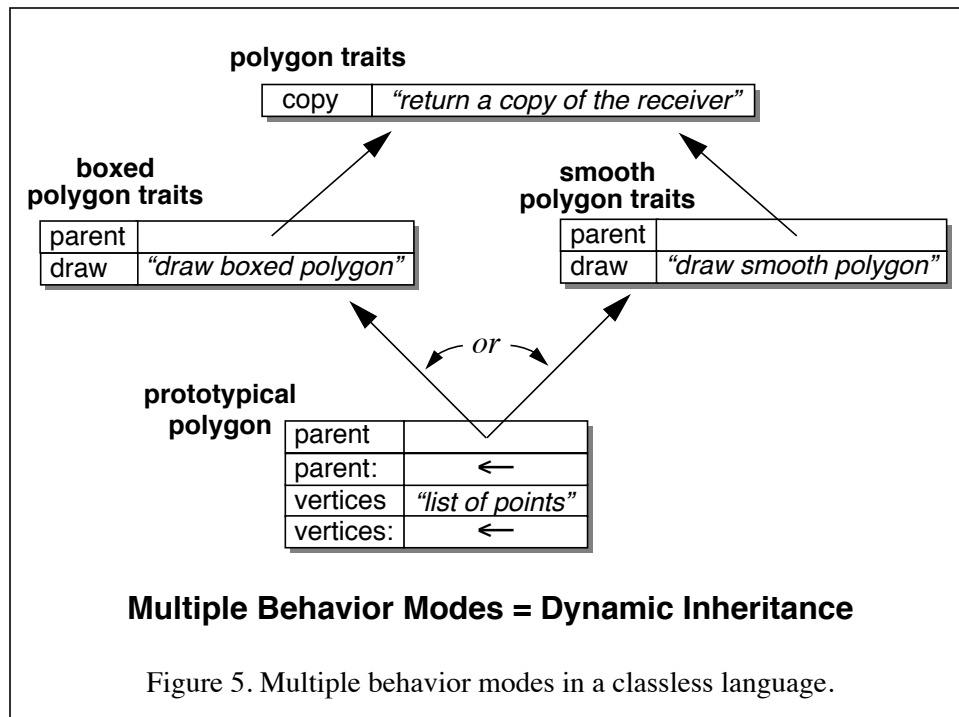 polygon traits
copy “return a copy of the receiver”
boxed
polygon traits
parent
draw “draw boxed polygon”
smooth
polygon traits
parent
draw “draw smooth polygon”
or
prototypical
polygon
parent
parent: ←
vertices “list of points”
vertices: ←
Multiple Behavior Modes = Dynamic Inheritance
Figure 5. Multiple behavior modes in a classless language.